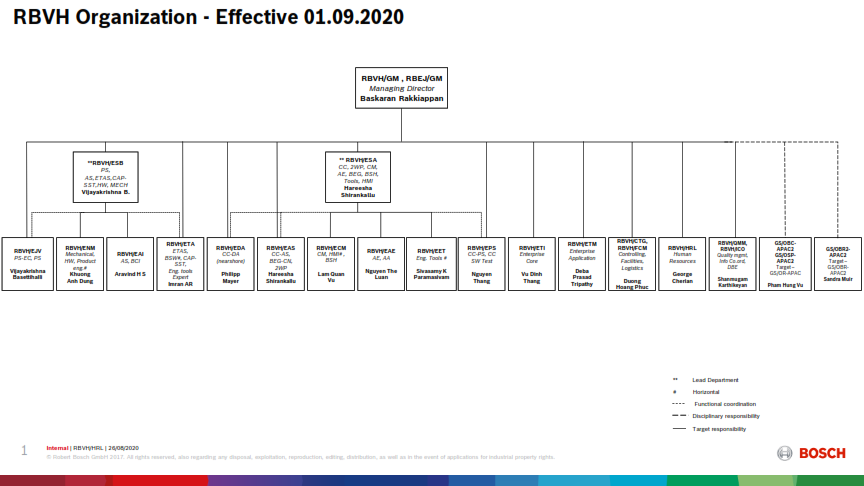 RBVH Organization - Effective 01.09.2020
RBVH/GM , RBEJ/GM
Managing Director
Baskaran Rakkiappan
**RBVH/ESB
PS,
AS,ETAS,CAP-
SST,HW, MECH
Vijayakrishna B.
** RBVH/ESA
CC, 2WP, CM,
AE, BEG, BSH,
Tools, HMI
Hareesha
Shirankallu
RBVH/EJV
PS-EC, PS
Vijayakrishna
Basettihalli
RBVH/ENM
Mechanical,
HW, Product
eng.#
Khuong
Anh Dung
RBVH/EAI
AS, BCI
Aravind H S
RBVH/ETA
ETAS,
BSW#, CAP-
SST,
Eng. tools
Expert
Imran AR
RBVH/EDA
CC-DA
(nearshore)
Philipp
Mayer
RBVH/EAS
CC-AS,
BEG-CN,
2WP
Hareesha
Shirankallu
RBVH/ECM
CM, HMI# ,
BSH
Lam Quan
Vu
RBVH/EAE
AE, AA
Nguyen The
Luan
RBVH/EET
Eng. Tools #
Sivasamy K
Paramasivam
RBVH/EPS
CC-PS, CC
SW Test
Nguyen
Thang
RBVH/ETI
Enterprise
Core
Vu Dinh
Thang
RBVH/ETM
Enterprise
Application
Deba
Prasad
Tripathy
RBVH/CTG,
RBVH/FCM
Controlling,
Facilities,
Logistics
Duong
Hoang Phuc
RBVH/HRL
Human
Resources
George
Cherian
RBVH/QMM,
RBVH/ICO
Quality mgmt,
Info Co.ord,
DBE
Shanmugam
Karthikeyan
GS/OBC-
APAC2
GS/OSP-
APAC2
Target –
GS/OR-APAC
Pham Hong Vu
GS/OBR3-
APAC2
Target –
GS/OBR-
APAC2
Sandra Muir
** Lead Department
# Horizontal
Functional coordination
Disciplinary responsibility
Target responsibility
1
Internal | RBVH/HRL | 26/08/2020
© Robert Bosch GmbH 2017. All rights reserved, also regarding any disposal, exploitation, reproduction, editing, distribution, as well as in the event of applications for industrial property rights.
BOSCH